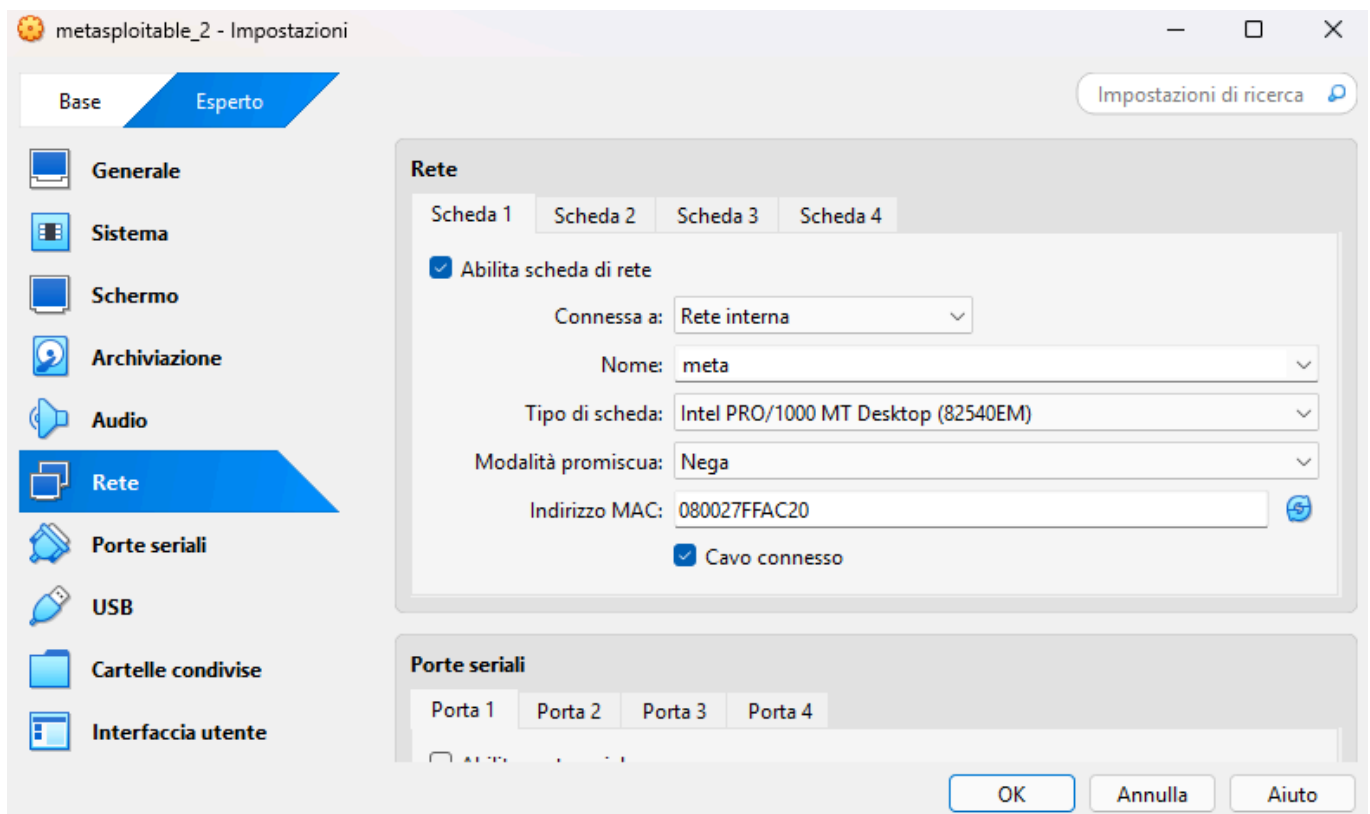 metasploitable_2 - Impostazioni
Base Esperto Impostazioni di ricerca
Generale
Sistema
Schermo
Archiviazione
Audio
Rete
Porte seriali
USB
Cartelle condivise
Interfaccia utente
Rete
Scheda 1 Scheda 2 Scheda 3 Scheda 4
Abilita scheda di rete
Connessa a: Rete interna
Nome: meta
Tipo di scheda: Intel PRO/1000 MT Desktop (82540EM)
Modalità promiscua: Nega
Indirizzo MAC: 080027FFAC20
Cavo connesso
Porte seriali
Porta 1 Porta 2 Porta 3 Porta 4
OK Annulla Aiuto